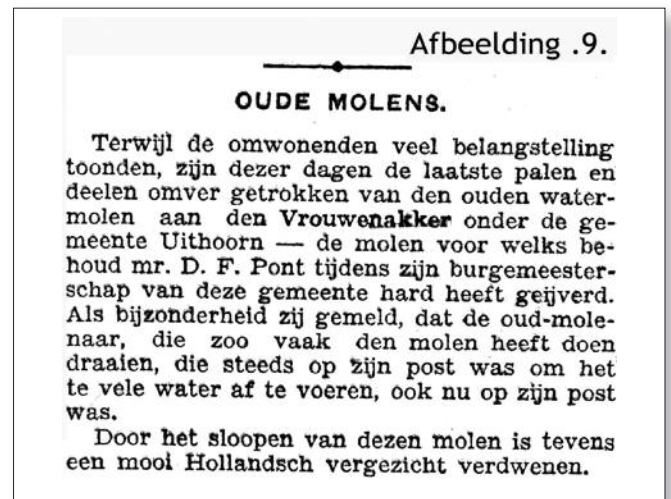 Afbeelding .9.
OUDE MOLENS.
Terwijl de omwonenden veel belangstelling
toonden, zijn dezer dagen de laatste palen en
deelen omver getrokken van den ouden water-
molen aan den Vrouwenakker onder de ge-
meente Uithoorn — de molen voor welks be-
houd mr. D. F. Pont tijdens zijn burgemeester-
schap van deze gemeente hard heeft geijverd.
Als bijzonderheid zij gemeld, dat de oud-mole-
naar, die zoo vaak den molen heeft doen
draaien, die steeds op zijn post was om het
te vele water af te voeren, ook nu op zijn post
was.
Door het sloopen van dezen molen is tevens
een mooi Hollandsch vergezicht verdwenen.